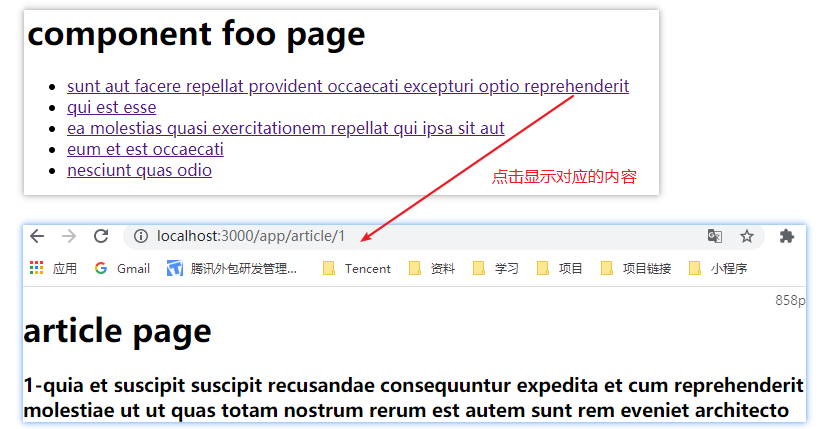 component foo page
sunt aut facere repellat provident occaecati excepturi optio reprehenderit
qui est esse
ea molestias quasi exercitationem repellat qui ipsa sit aut
eum et est occaecati
nesciunt quas odio
点击显示对应的内容
localhost:3000/app/article/1
应用 Gmail 腾讯外包研发管理... Tencent 资料 学习 项目 项目链接 小程序
858p
article page
1-quia et suscipit suscipit recusandae consequuntur expedita et cum reprehenderit
molestiae ut ut quas totam nostrum rerum est autem sunt rem eveniet architecto